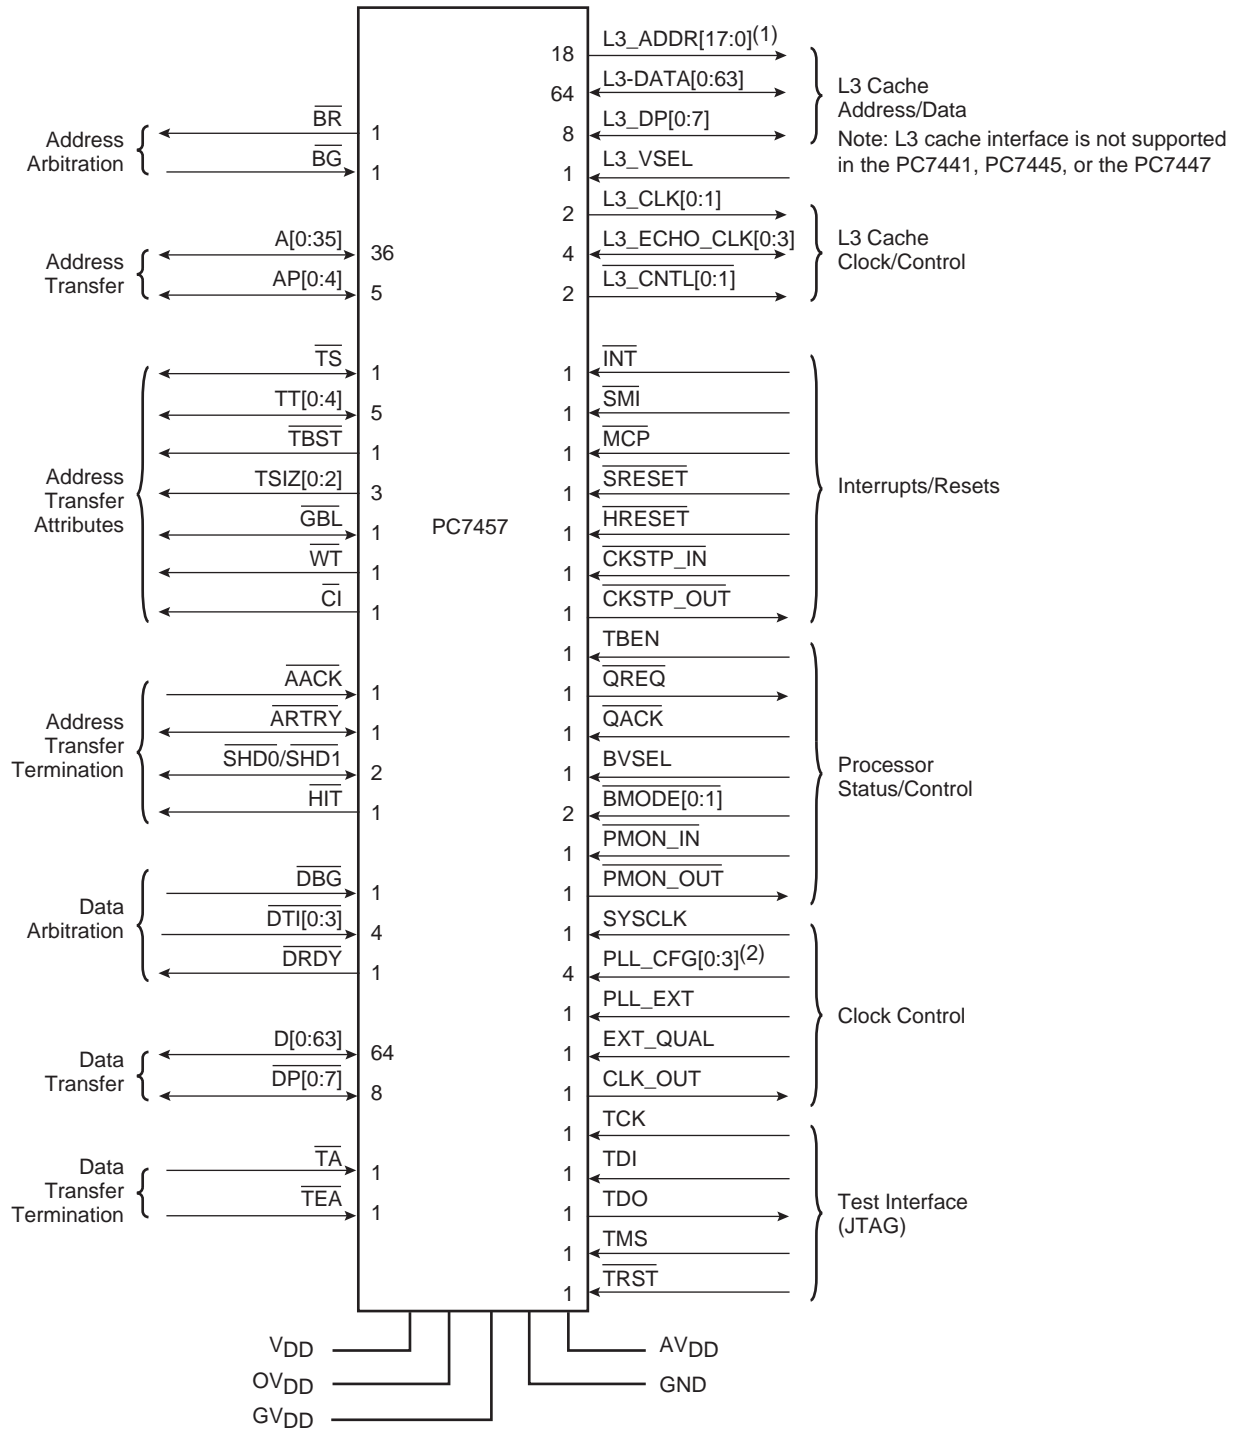 BR
1
BG
1
Address
Arbitration
A[0:35]
36
AP[0:4]
5
Address
Transfer
TS
1
TT[0:4]
5
TBST
1
TSIZ[0:2]
3
GBL
1
WT
1
CI
1
Address
Transfer
Attributes
AACK
1
ARTRY
1
SHD0/SHD1
2
HIT
1
Address
Transfer
Termination
DBG
1
DTI[0:3]
4
DRDY
1
Data
Arbitration
D[0:63]
64
DP[0:7]
8
Data
Transfer
TA
1
TEA
1
Data
Transfer
Termination
PC7457
18
L3_ADDR[17:0](1)
64
L3-DATA[0:63]
8
L3_DP[0:7]
1
L3_VSEL
L3 Cache
Address/Data
Note: L3 cache interface is not supported
in the PC7441, PC7445, or the PC7447
2
L3_CLK[0:1]
4
L3_ECHO_CLK[0:3]
2
L3_CNTL[0:1]
L3 Cache
Clock/Control
1
INT
1
SMI
1
MCP
1
SRESET
1
HRESET
1
CKSTP_IN
1
CKSTP_OUT
Interrupts/Resets
1
TBEN
1
QREQ
1
QACK
1
BVSEL
2
BMODE[0:1]
1
PMON_IN
1
PMON_OUT
Processor
Status/Control
1
SYSCLK
4
PLL_CFG[0:3](2)
1
PLL_EXT
1
EXT_QUAL
1
CLK_OUT
Clock Control
1
TCK
1
TDI
1
TDO
1
TMS
1
TRST
Test Interface
(JTAG)
VDD
OVDD
GVDD
AVDD
GND